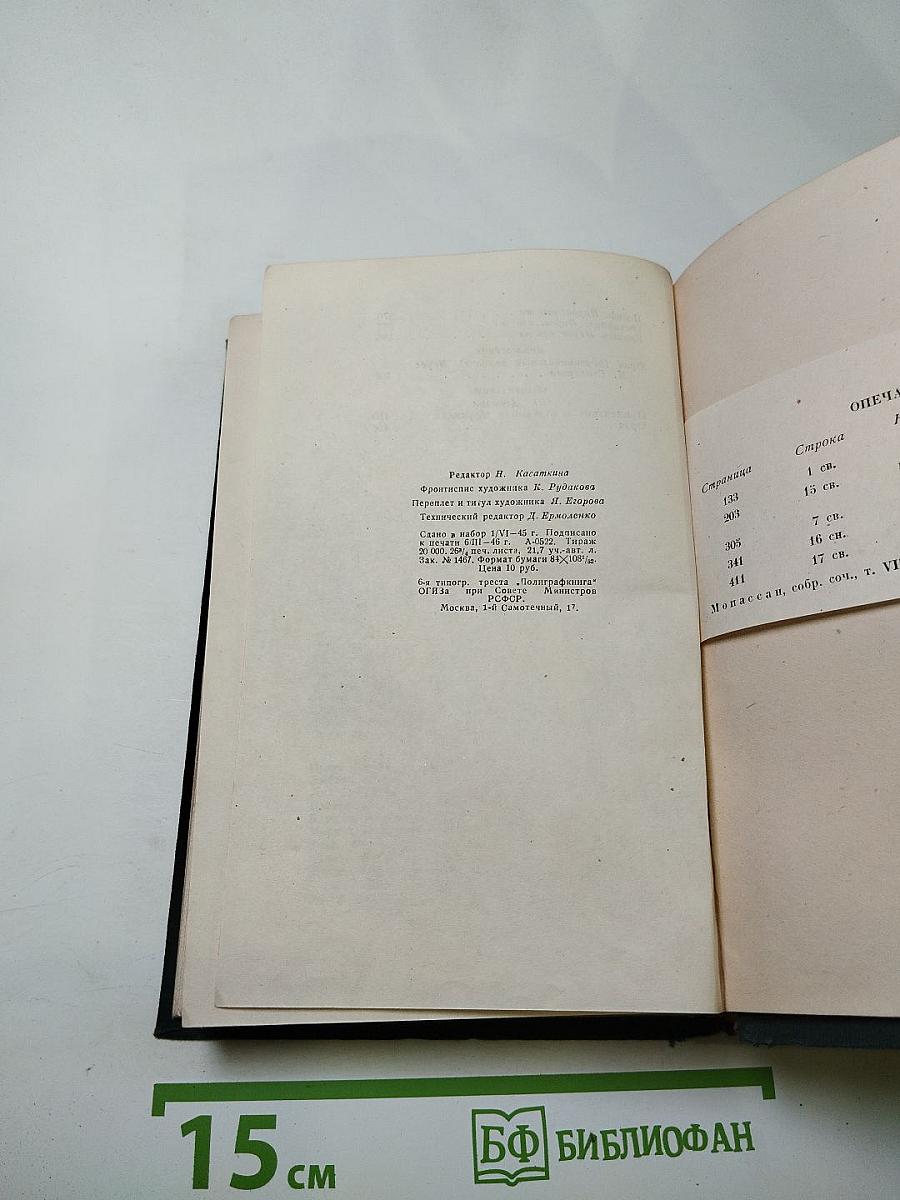 Редактор Н. Касаткина
Фронтиспис художника К. Рудакова
Переплет и титул художника Я. Егорова
Технический редактор Д. Ермоленко
Сдано в набор 1/VI—45 г. Подписано
к печати 6/III—46 г. А-0522. Тираж
20 000. 26³/₄ печ. листа, 21,7 уч.-авт. л.
Зак. № 1467. Формат бумаги 84×108¹/₃₂.
Цена 10 руб.
6-я типогр. треста „Полиграфкнига“
ОГИЗа при Совете Министров
РСФСР.
Москва, 1-й Самотечный, 17.
ОПЕЧА
Страница Строка
133 1 св.
203 15 св.
305 7 св.
341 16 сн.
411 17 св.
Мопассан, собр. соч., т. VI
15 см
БФ БИБЛИОФАН